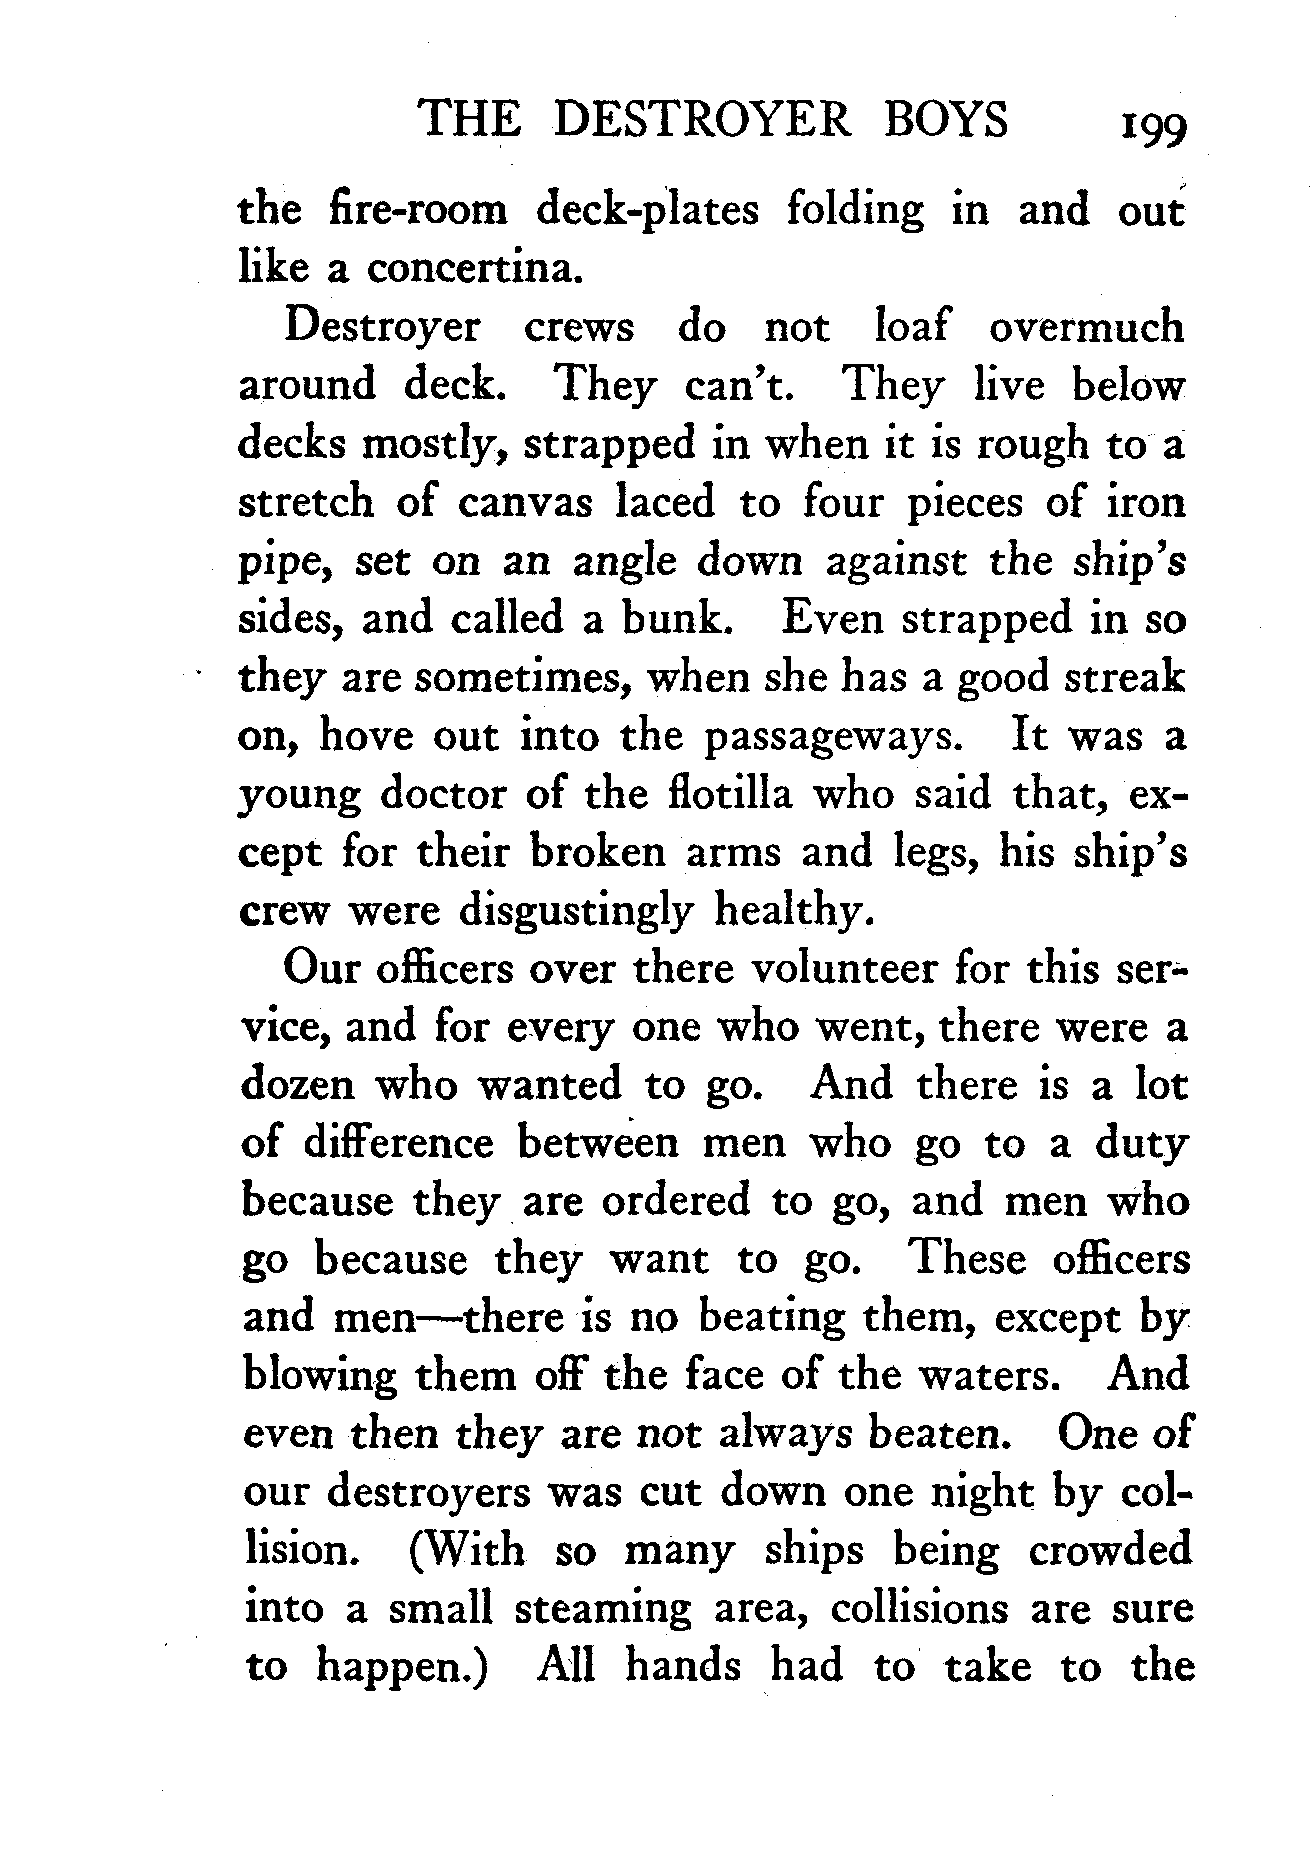 THE DESTROYER BOYS 199
the fire-room deck-plates folding in and out
like a concertina.
Destroyer crews do not loaf overmuch
around deck. They can't. They live below
decks mostly, strapped in when it is rough to a
stretch of canvas laced to four pieces of iron
pipe, set on an angle down against the ship's
sides, and called a bunk. Even strapped in so
they are sometimes, when she has a good streak
on, hove out into the passageways. It was a
young doctor of the flotilla who said that, ex-
cept for their broken arms and legs, his ship's
crew were disgustingly healthy.
Our officers over there volunteer for this ser-
vice, and for every one who went, there were a
dozen who wanted to go. And there is a lot
of difference between men who go to a duty
because they are ordered to go, and men who
go because they want to go. These officers
and men—there is no beating them, except by
blowing them off the face of the waters. And
even then they are not always beaten. One of
our destroyers was cut down one night by col-
lision. (With so many ships being crowded
into a small steaming area, collisions are sure
to happen.) All hands had to take to the